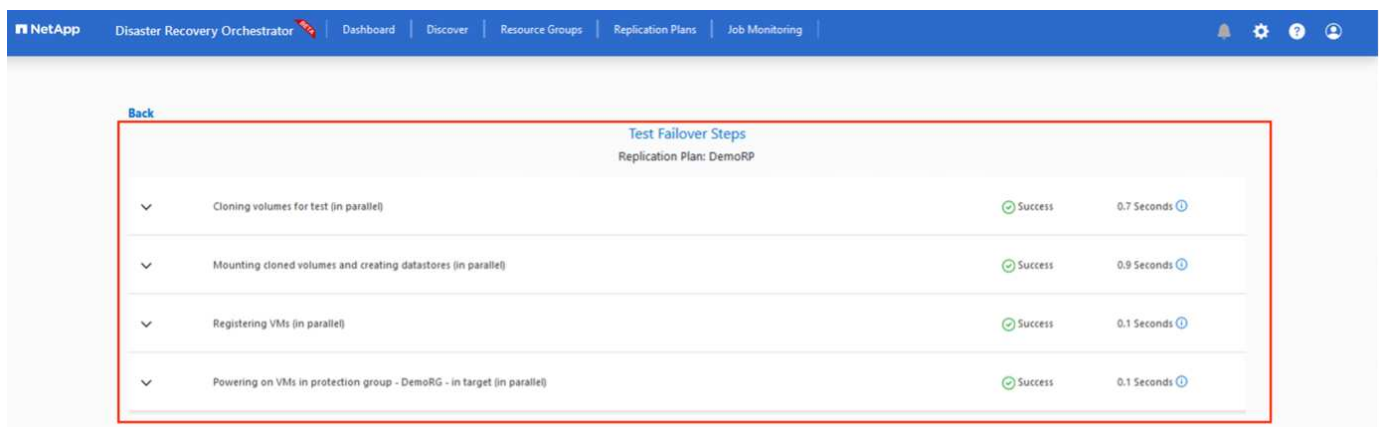 NetApp Disaster Recovery Orchestrator Dashboard Discover Resource Groups Replication Plans Job Monitoring
Back
Test Failover Steps
Replication Plan: DemoRP
Cloning volumes for test (in parallel) Success 0.7 Seconds
Mounting cloned volumes and creating datastores (in parallel) Success 0.9 Seconds
Registering VMs (in parallel) Success 0.1 Seconds
Powering on VMs in protection group - DemoRG - in target (in parallel) Success 0.1 Seconds